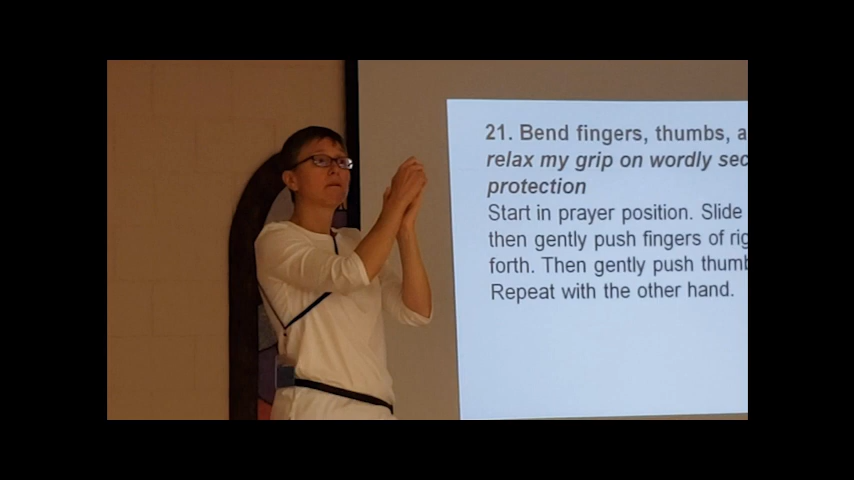 21. Bend fingers, thumbs, a
relax my grip on wordly sec
protection
Start in prayer position. Slide
then gently push fingers of rig
forth. Then gently push thumb
Repeat with the other hand.